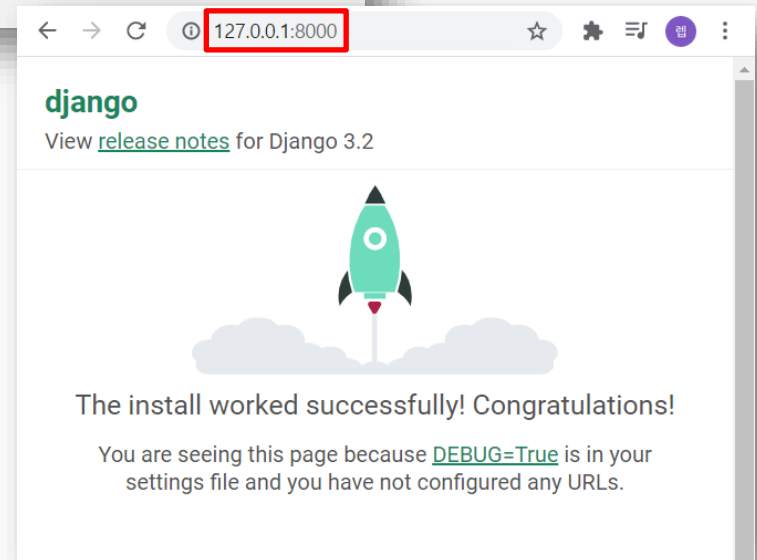 127.0.0.1:8000
렙
django
View release notes for Django 3.2
The install worked successfully! Congratulations!
You are seeing this page because DEBUG=True is in your
settings file and you have not configured any URLs.